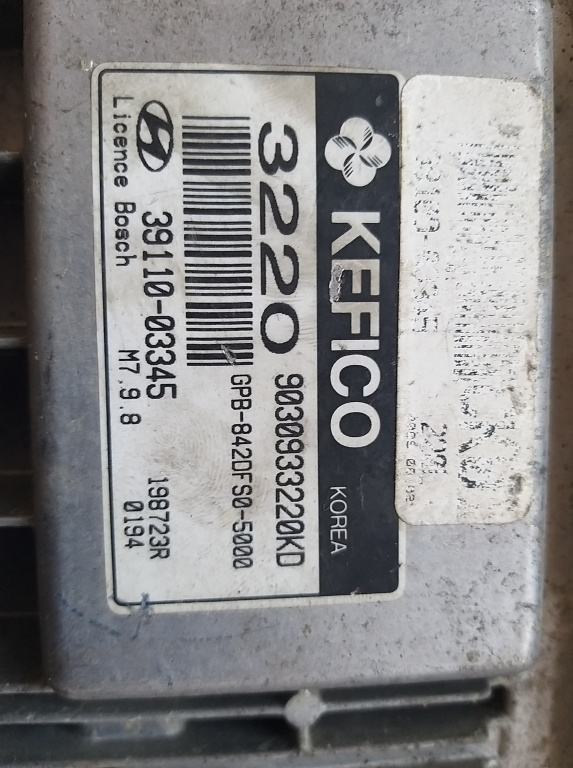 KEFICO KOREA
3220 9030933220KD
GPB-842DFS0-5000
39110-03345 198723R
Licence Bosch M7.9.8 0194